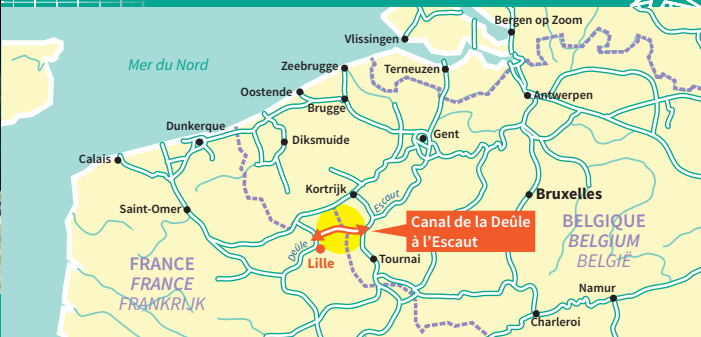 Bergen op Zoom
Vlissingen
Mer du Nord
Zeebrugge
Terneuzen
Oostende
Antwerpen
Brugge
Dunkerque
Gent
Diksmuide
Calais
Kortrijk
Escaut
Bruxelles
Saint-Omer
Canal de la Deûle
à l'Escaut
BELGIQUE
BELGIUM
BELGIË
Deûle
Lille
Tournai
FRANCE
FRANCE
FRANKRIJK
Namur
Charleroi